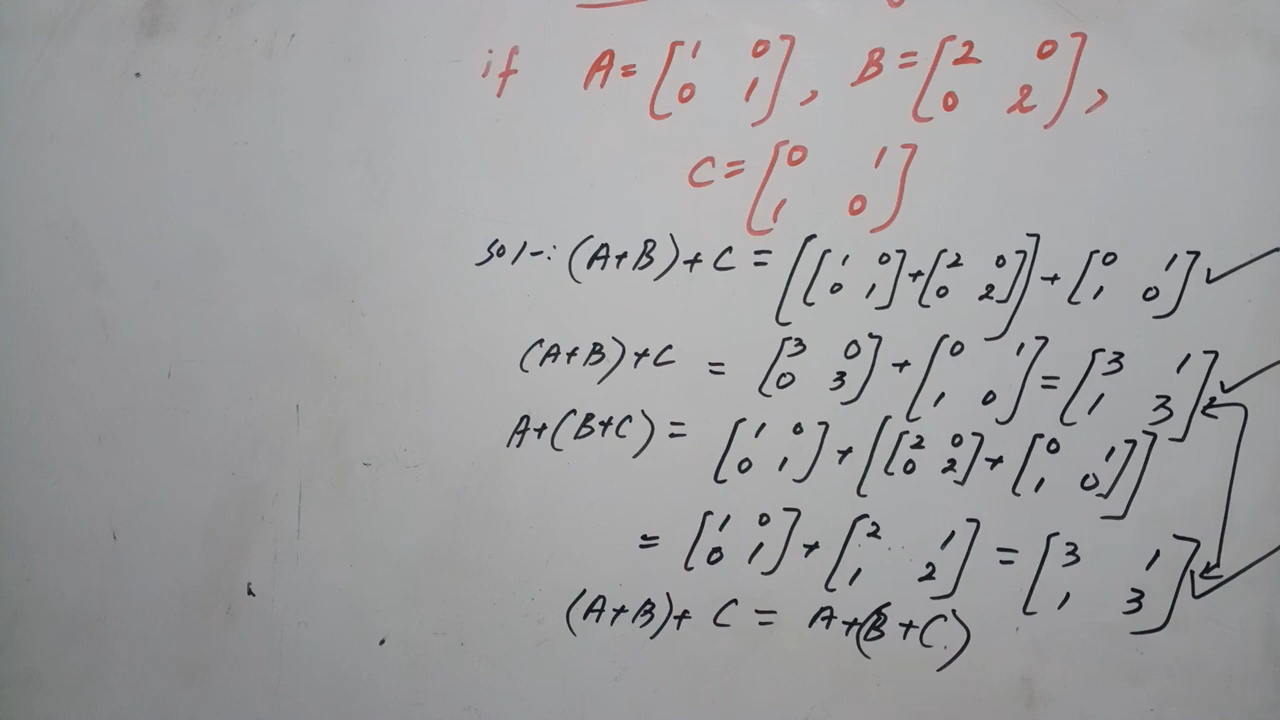 if A = [1 0 0 1], B = [2 0 0 2],
C = [0 1 1 0]
Sol-: (A+B) + C = [[1 0 0 1] + [2 0 0 2]] + [0 1 1 0]
(A+B)+C = [3 0 0 3] + [0 1 1 0] = [3 1 1 3]
A+(B+C) = [1 0 0 1] + [[2 0 0 2] + [0 1 1 0]]
= [1 0 0 1] + [2 1 1 2] = [3 1 1 3]
(A+B)+ C = A+(B+C)